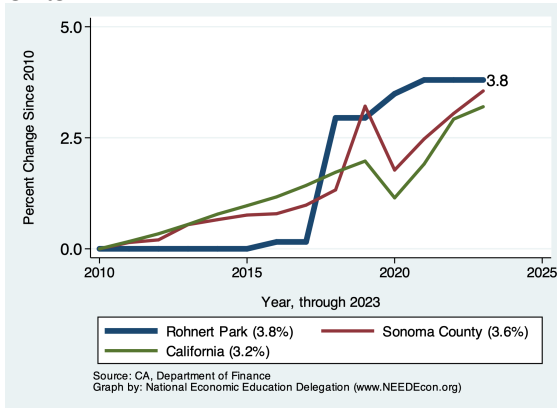 5.0
2.5
0.0
Percent Change Since 2010
3.8
2010 2015 2020 2025
Year, through 2023
Rohnert Park (3.8%) Sonoma County (3.6%)
California (3.2%)
Source: CA, Department of Finance
Graph by: National Economic Education Delegation (www.NEEDEcon.org)